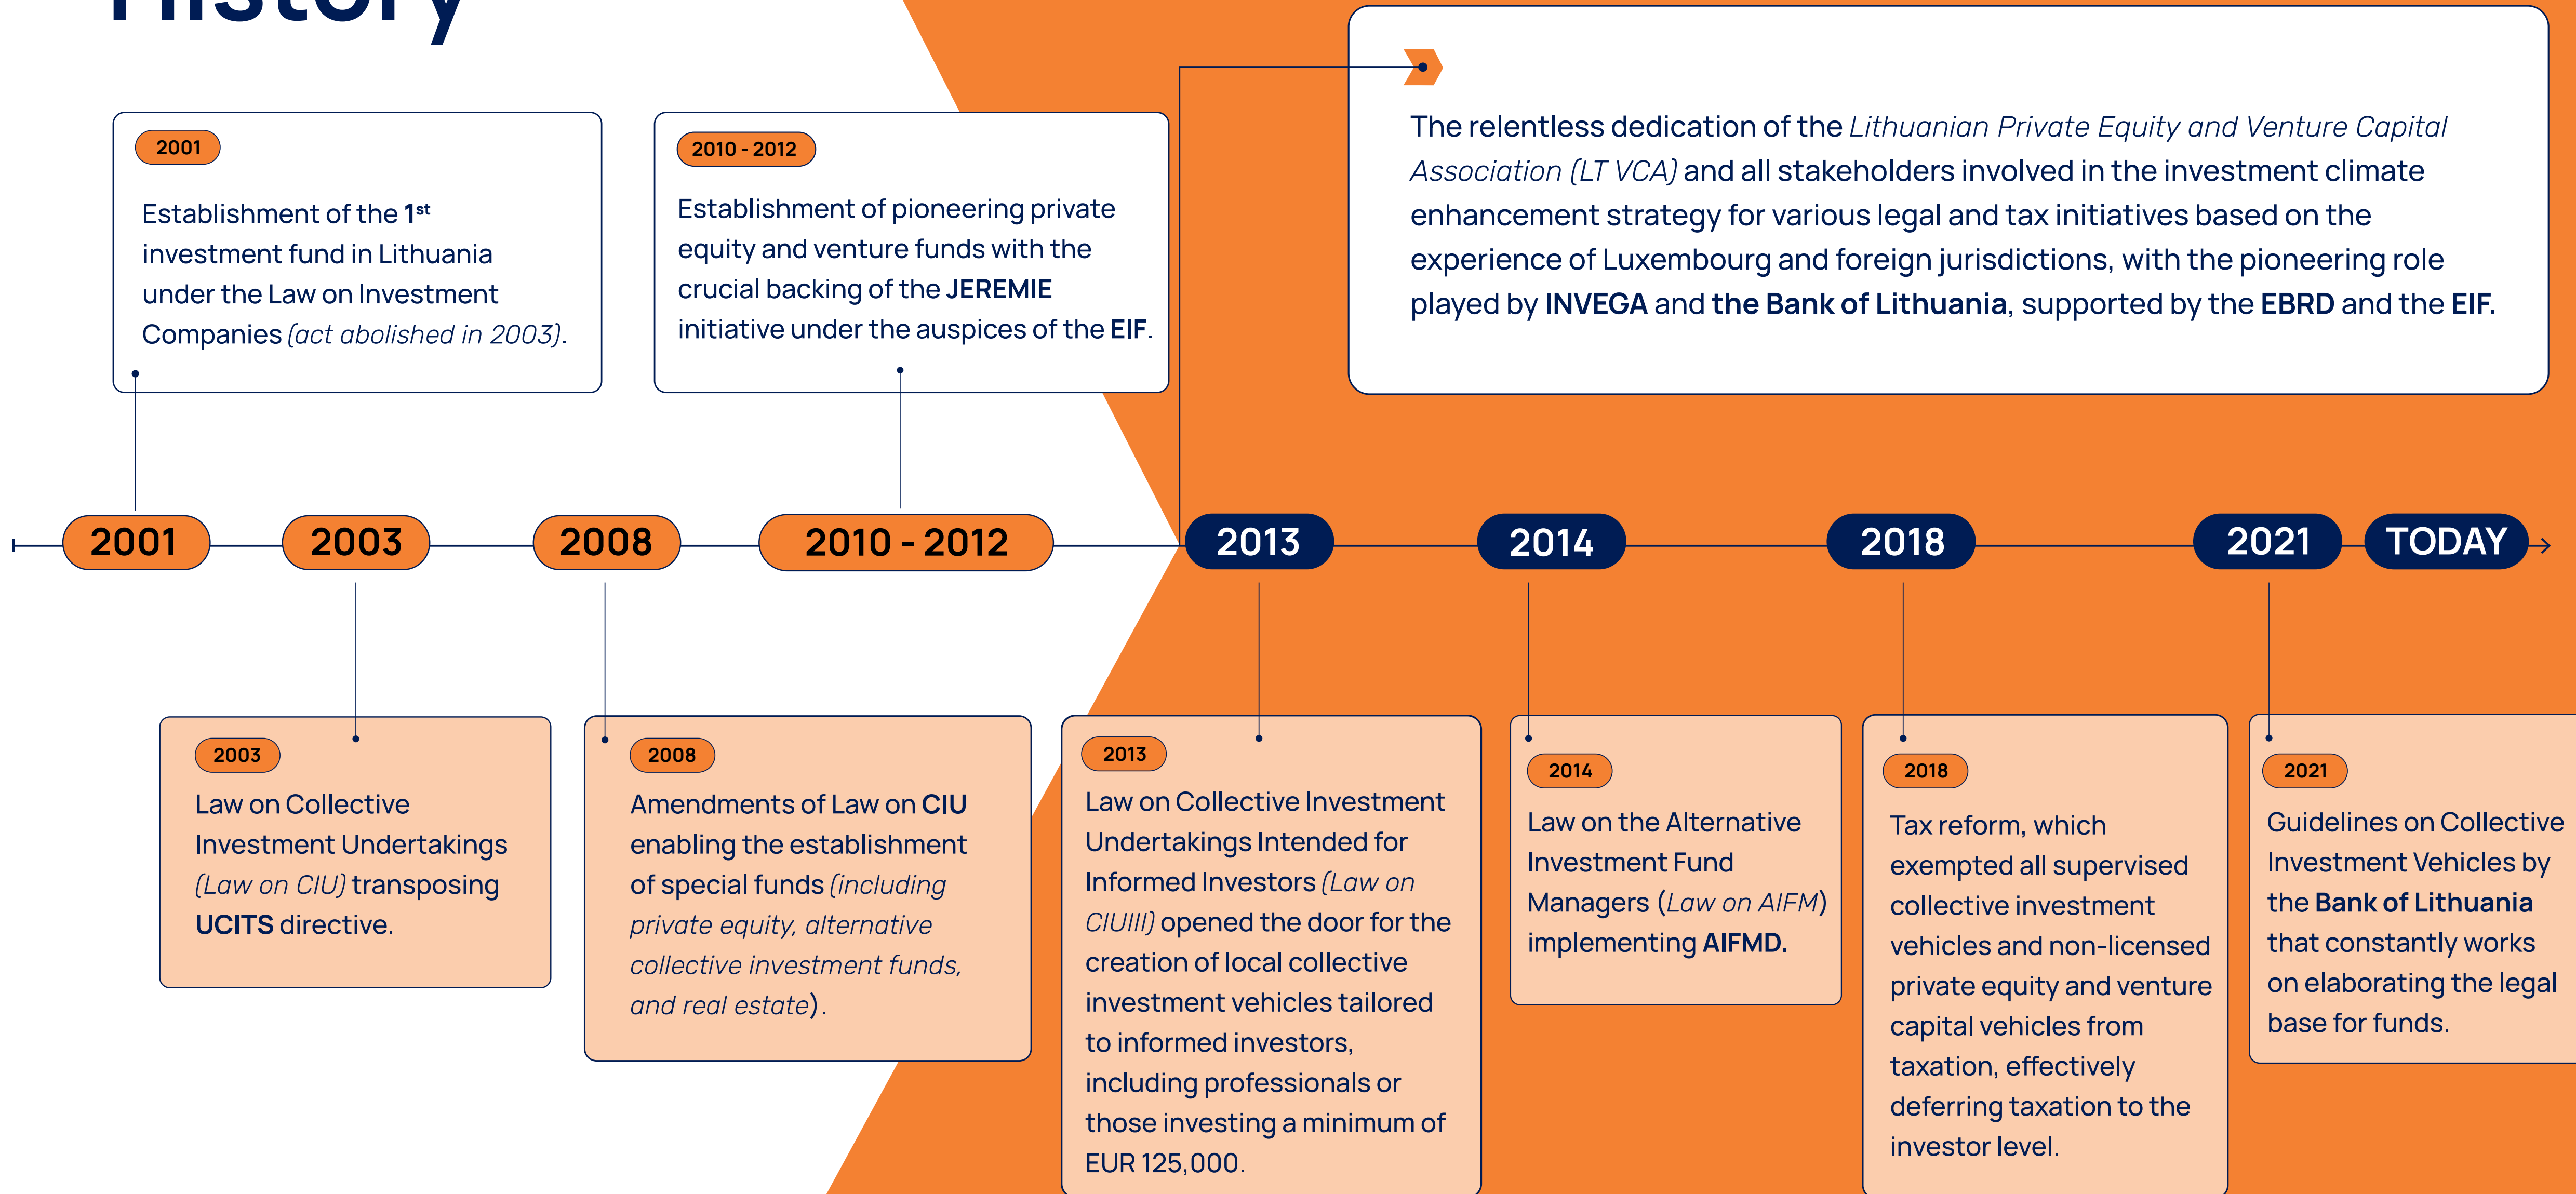 History
2001
Establishment of the 1st
investment fund in Lithuania
under the Law on Investment
Companies (act abolished in 2003).
2010 - 2012
Establishment of pioneering private
equity and venture funds with the
crucial backing of the JEREMIE
initiative under the auspices of the EIF.
The relentless dedication of the Lithuanian Private Equity and Venture Capital
Association (LT VCA) and all stakeholders involved in the investment climate
enhancement strategy for various legal and tax initiatives based on the
experience of Luxembourg and foreign jurisdictions, with the pioneering role
played by INVEGA and the Bank of Lithuania, supported by the EBRD and the EIF.
2001
2003
2008
2010 - 2012
2013
2014
2018
2021
TODAY
2003
Law on Collective
Investment Undertakings
(Law on CIU) transposing
UCITS directive.
2008
Amendments of Law on CIU
enabling the establishment
of special funds (including
private equity, alternative
collective investment funds,
and real estate).
2013
Law on Collective Investment
Undertakings Intended for
Informed Investors (Law on
CIUIII) opened the door for the
creation of local collective
investment vehicles tailored
to informed investors,
including professionals or
those investing a minimum of
EUR 125,000.
2014
Law on the Alternative
Investment Fund
Managers (Law on AIFM)
implementing AIFMD.
2018
Tax reform, which
exempted all supervised
collective investment
vehicles and non-licensed
private equity and venture
capital vehicles from
taxation, effectively
deferring taxation to the
investor level.
2021
Guidelines on Collective
Investment Vehicles by
the Bank of Lithuania
that constantly works
on elaborating the legal
base for funds.